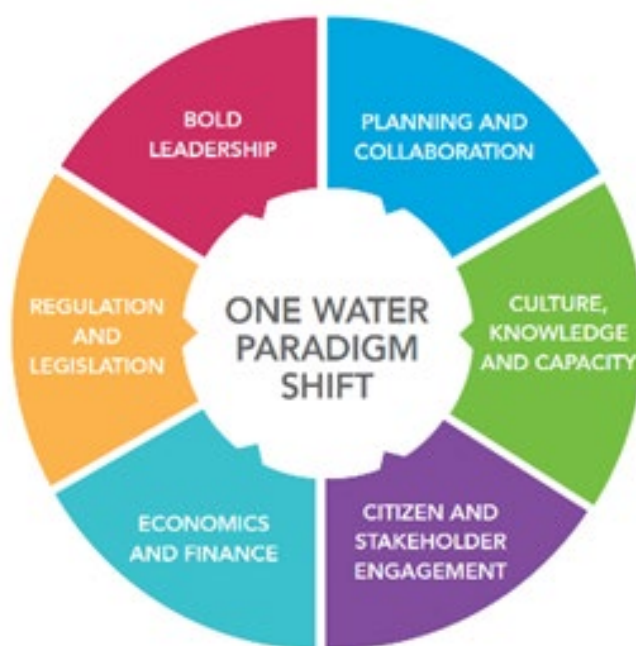 BOLD
LEADERSHIP
PLANNING AND
COLLABORATION
CULTURE,
KNOWLEDGE
AND CAPACITY
CITIZEN AND
STAKEHOLDER
ENGAGEMENT
ECONOMICS
AND FINANCE
REGULATION
AND
LEGISLATION
ONE WATER
PARADIGM
SHIFT